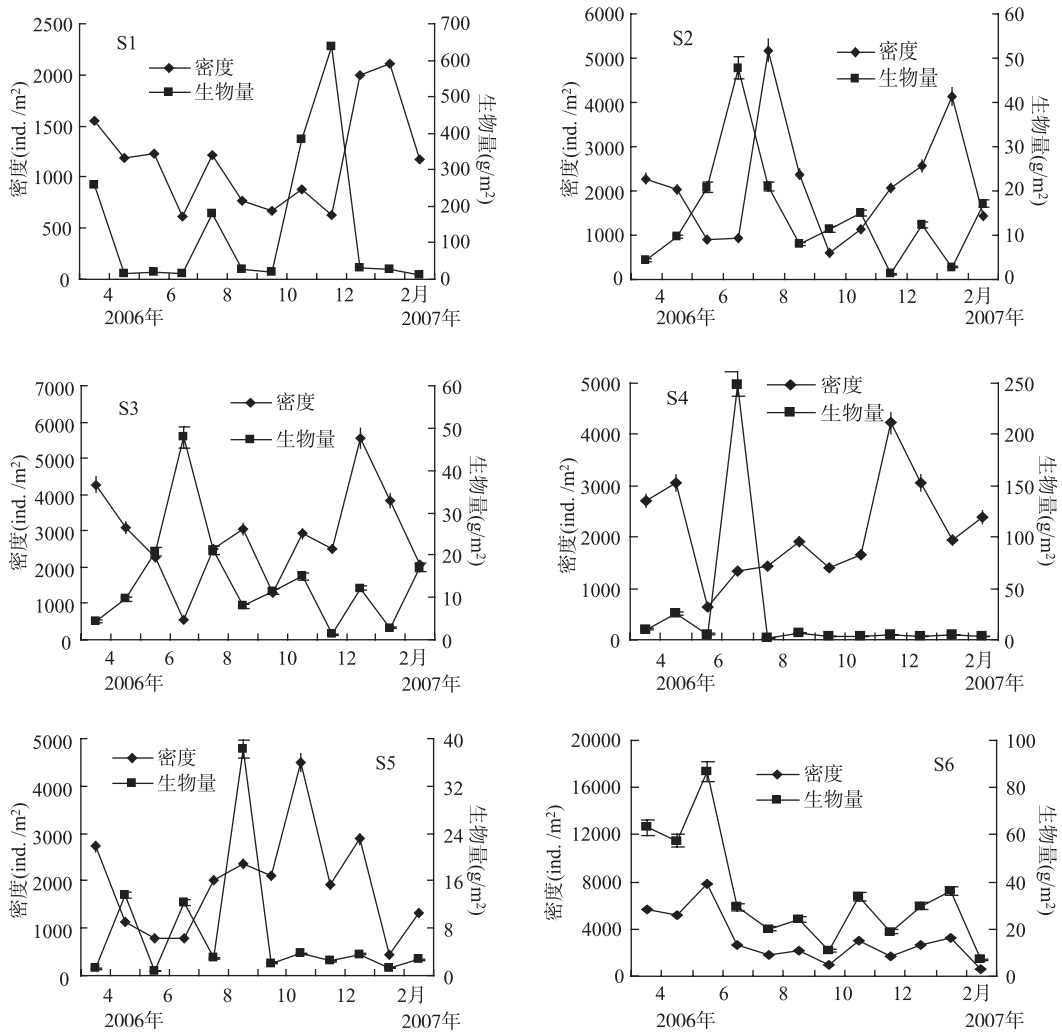 S1
密度
生物量
密度(ind. /m²)
2500
2000
1500
1000
500
0
生物量(g/m²)
700
600
500
400
300
200
100
0
4 6 8 10 12 2月
2006年 2007年
S2
密度
生物量
密度(ind. /m²)
6000
5000
4000
3000
2000
1000
0
生物量(g/m²)
60
50
40
30
20
10
0
4 6 8 10 12 2月
2006年 2007年
S3
密度
生物量
密度(ind. /m²)
7000
6000
5000
4000
3000
2000
1000
0
生物量(g/m²)
60
50
40
30
20
10
0
4 6 8 10 12 2月
2006年 2007年
S4
密度
生物量
密度(ind. /m²)
5000
4000
3000
2000
1000
0
生物量(g/m²)
250
200
150
100
50
0
4 6 8 10 12 2月
2006年 2007年
S5
密度
生物量
密度(ind. /m²)
5000
4000
3000
2000
1000
0
生物量(g/m²)
40
32
24
16
8
0
4 6 8 10 12 2月
2006年 2007年
S6
密度
生物量
密度(ind. /m²)
20000
16000
12000
8000
4000
0
生物量(g/m²)
100
80
60
40
20
0
4 6 8 10 12 2月
2006年 2007年